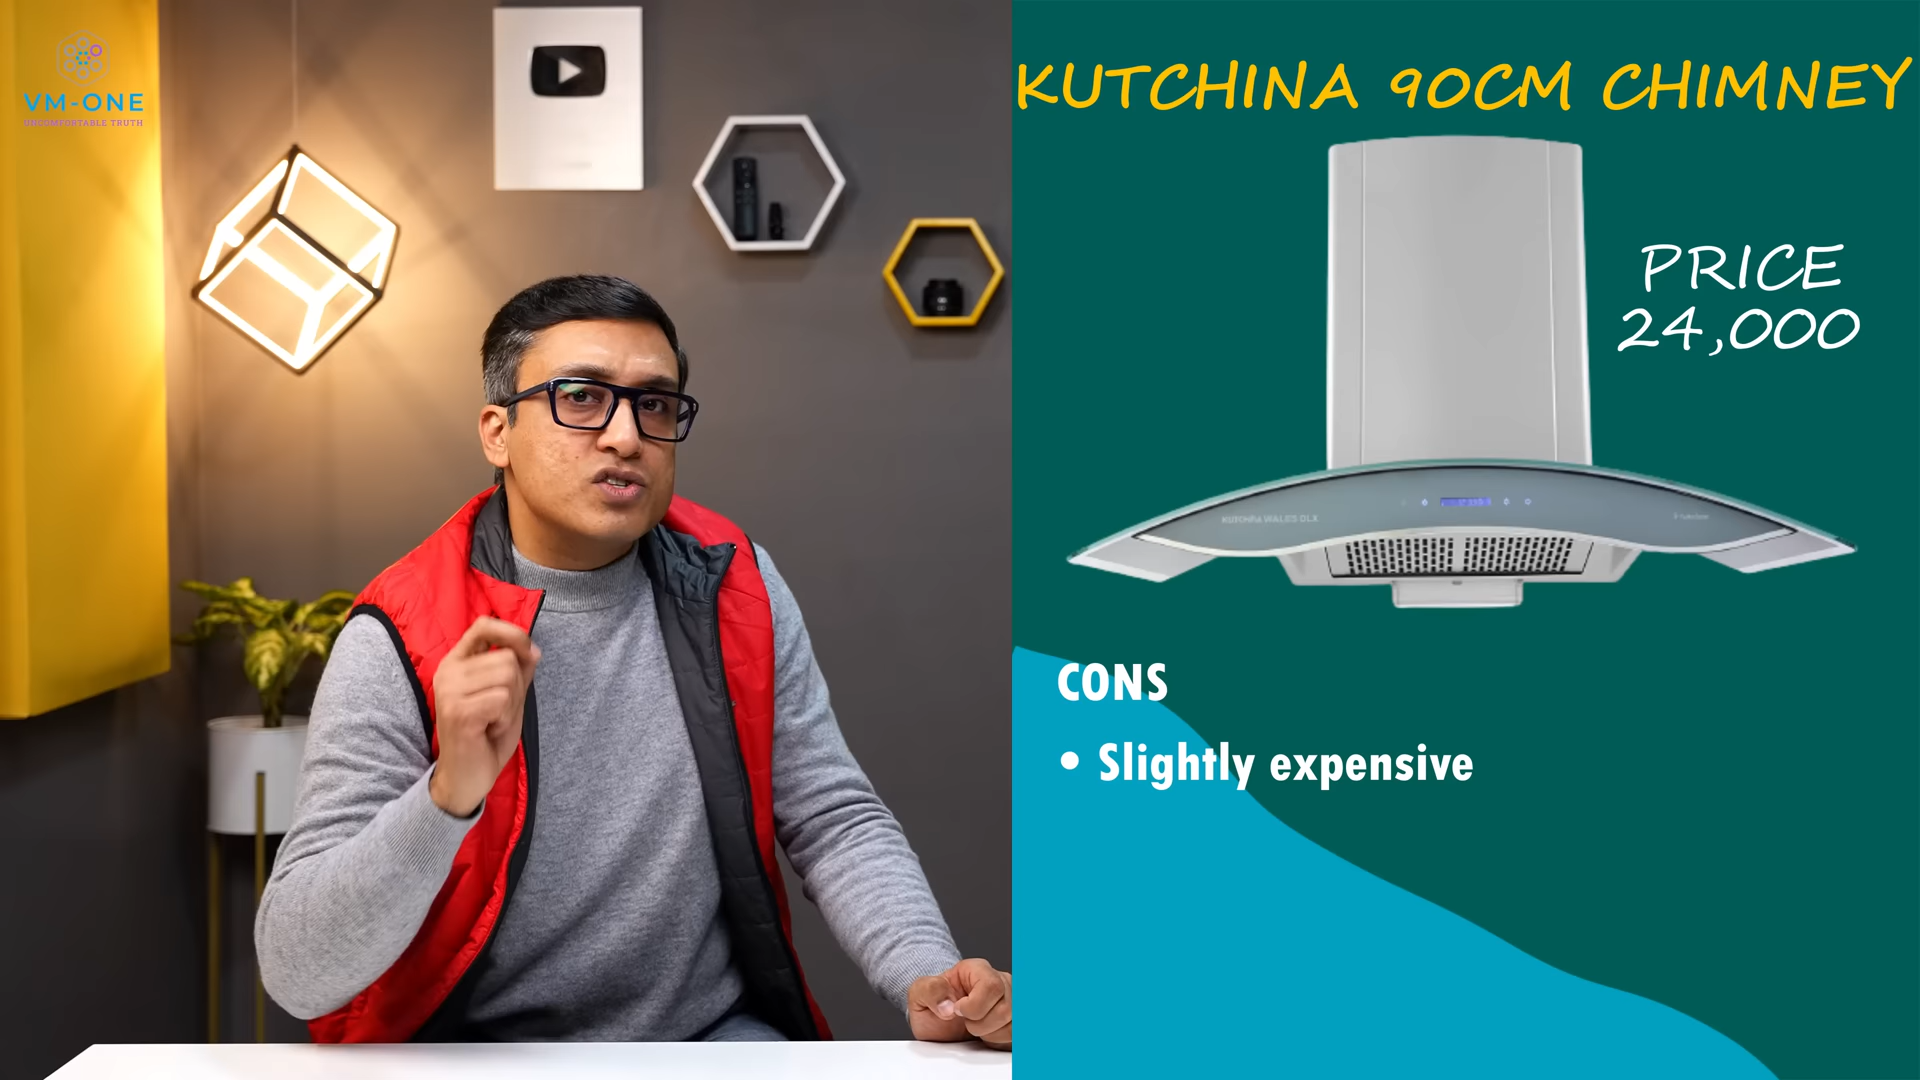 VM-ONE
UNCOMFORTABLE TRUTH
KUTCHINA 90CM CHIMNEY
PRICE
24,000
CONS
• Slightly expensive